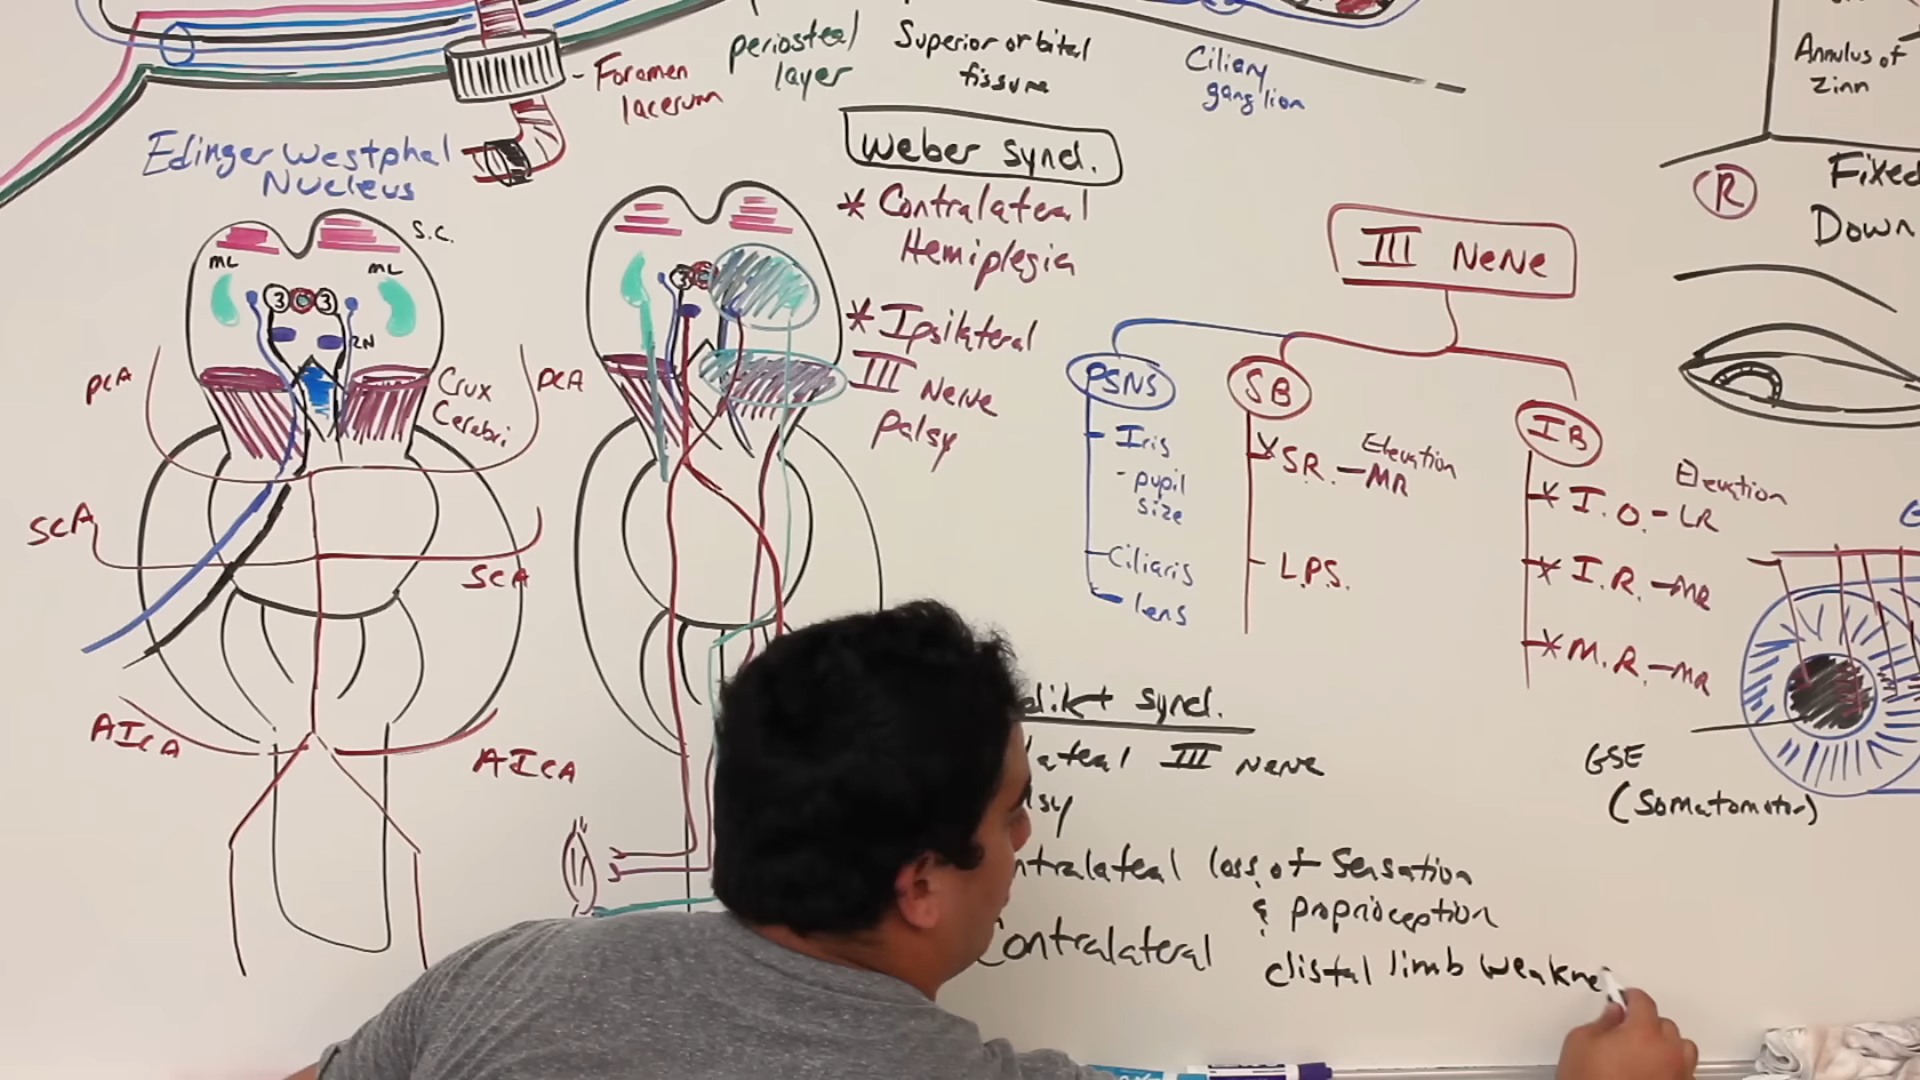 periosteal
layer
Superior orbital
fissure
Ciliary
ganglion
Annulus of
Zinn
Foramen
lacerum
Edinger Westphal
Nucleus
Weber Synd.
* Contralateral
Hemiplegia
* Ipsilateral
III Nerve
Palsy
S.C.
ML
ML
3
3
RN
PCA
PCA
Crux
Cerebri
SCA
SCA
AICA
AICA
III Nerve
PSNS
Iris
- pupil
size
Ciliaris
lens
SB
S.R. - MR
Elevation
L.P.S.
IB
Elevation
I.O. - LR
I.R. - MR
M.R. - MR
R
Fixed
Down
GSE
(Somatomotor)
dikt Synd.
lateral III Nerve
lsy
ntralateral loss of Sensation
& proprioception
Contralateral distal limb weakne